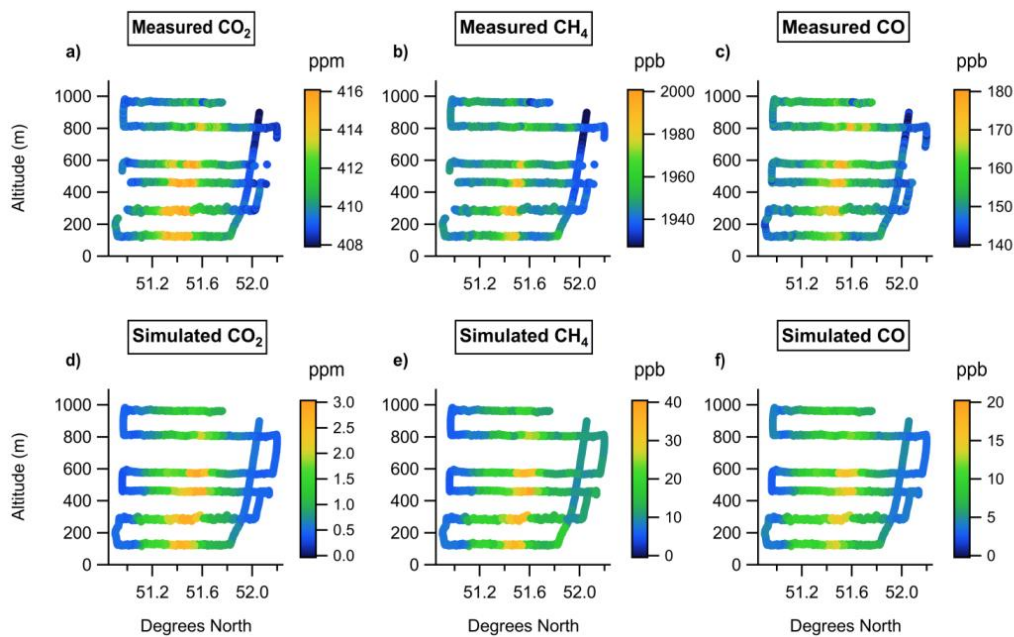 Measured CO₂
Measured CH₄
Measured CO
a)
b)
c)
ppm
ppb
ppb
Altitude (m)
1000
800
600
400
200
0
51.2 51.6 52.0
416
414
412
410
408
1000
800
600
400
200
0
51.2 51.6 52.0
2000
1980
1960
1940
1000
800
600
400
200
0
51.2 51.6 52.0
180
170
160
150
140
Simulated CO₂
Simulated CH₄
Simulated CO
d)
e)
f)
ppm
ppb
ppb
Altitude (m)
1000
800
600
400
200
0
51.2 51.6 52.0
3.0
2.5
2.0
1.5
1.0
0.5
0.0
1000
800
600
400
200
0
51.2 51.6 52.0
40
30
20
10
0
1000
800
600
400
200
0
51.2 51.6 52.0
20
15
10
5
0
Degrees North
Degrees North
Degrees North